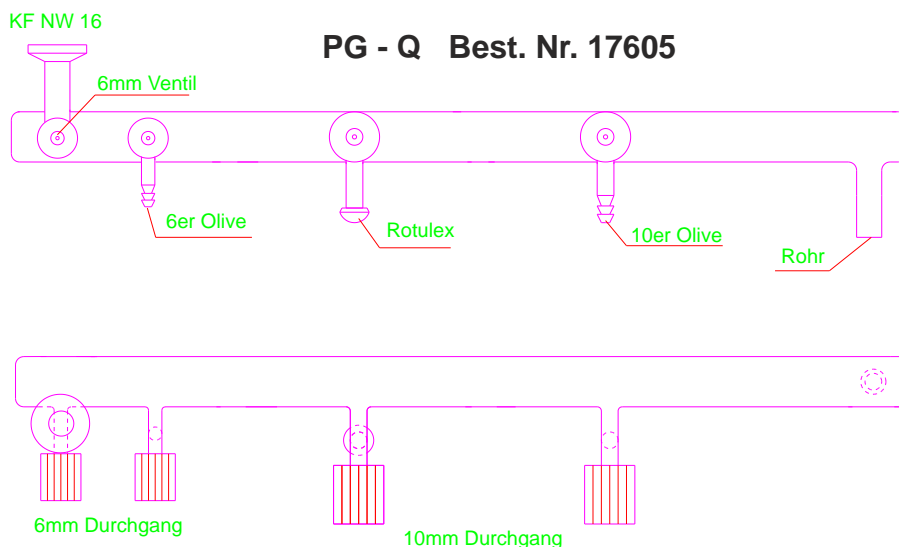 KF NW 16
PG - Q Best. Nr. 17605
6mm Ventil
6er Olive
Rotulex
10er Olive
Rohr
6mm Durchgang
10mm Durchgang